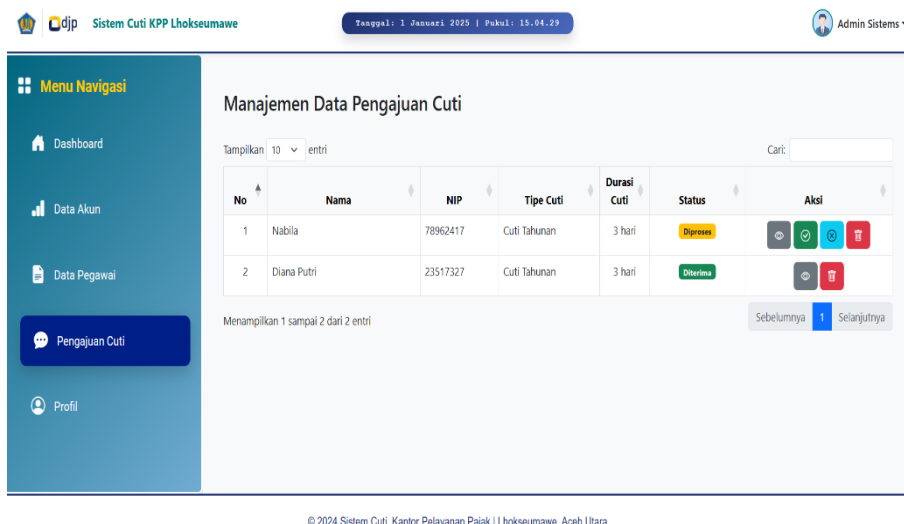 djp Sistem Cuti KPP Lhokseumawe
Tanggal: 1 Januari 2025 | Pukul: 15.04.29
Admin Sistems
Menu Navigasi
Dashboard
Data Akun
Data Pegawai
Pengajuan Cuti
Profil
Manajemen Data Pengajuan Cuti
Tampilkan 10 entri
Cari:
No Nama NIP Tipe Cuti Durasi Cuti Status Aksi
1 Nabila 78962417 Cuti Tahunan 3 hari Diproses
2 Diana Putri 23517327 Cuti Tahunan 3 hari Diterima
Menampilkan 1 sampai 2 dari 2 entri
Sebelumnya 1 Selanjutnya
© 2024 Sistem Cuti. Kantor Pelayanan Pajak | Lhokseumawe, Aceh Utara